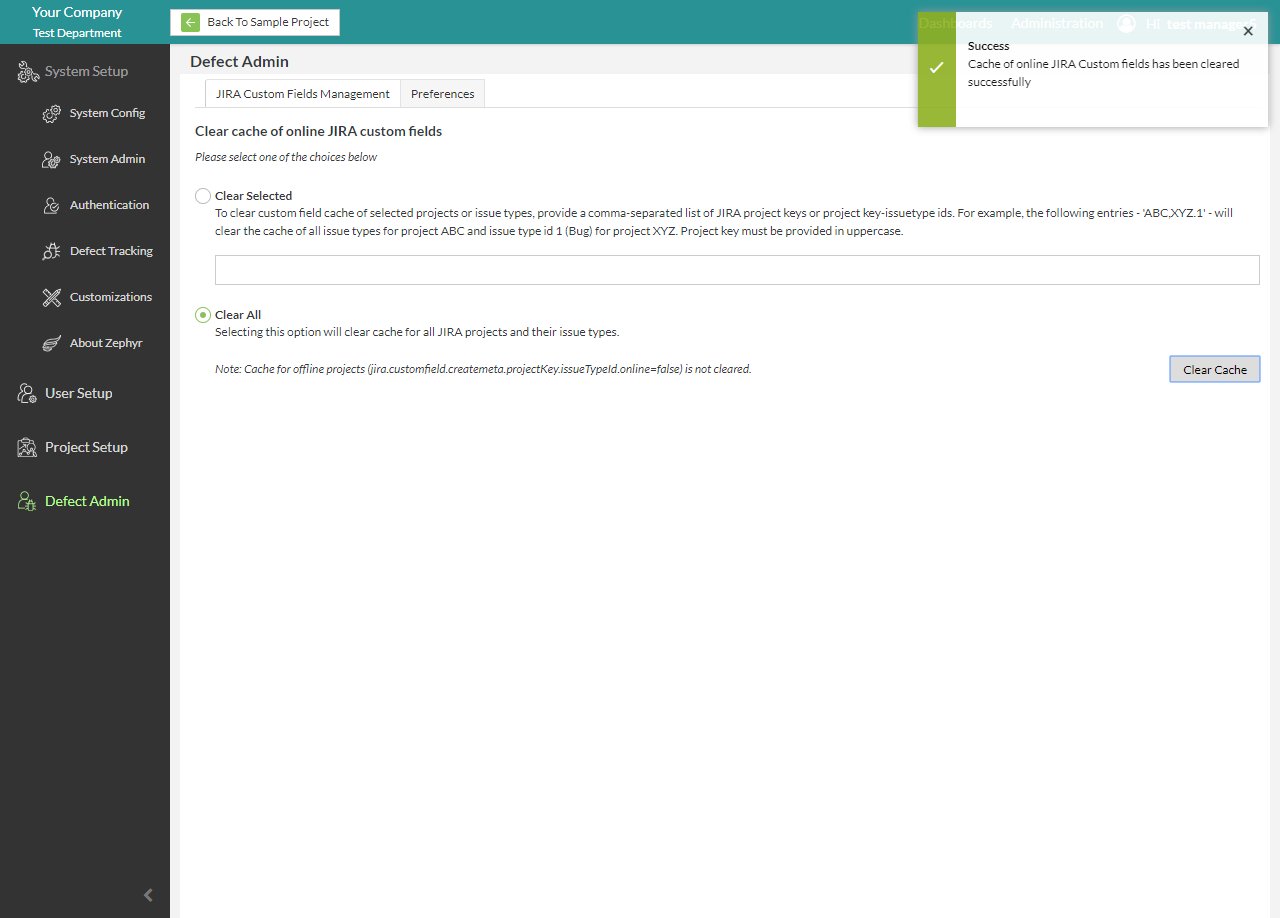 Your Company
Test Department
Back To Sample Project
Dashboards
Administration
Hi test manager
Success
Cache of online JIRA Custom fields has been cleared
successfully
System Setup
System Config
System Admin
Authentication
Defect Tracking
Customizations
About Zephyr
User Setup
Project Setup
Defect Admin
Defect Admin
JIRA Custom Fields Management
Preferences
Clear cache of online JIRA custom fields
Please select one of the choices below
Clear Selected
To clear custom field cache of selected projects or issue types, provide a comma-separated list of JIRA project keys or project key-issuetype ids. For example, the following entries - 'ABC,XYZ.1' - will
clear the cache of all issue types for project ABC and issue type id 1 (Bug) for project XYZ. Project key must be provided in uppercase.
Clear All
Selecting this option will clear cache for all JIRA projects and their issue types.
Note: Cache for offline projects (jira.customfield.createmeta.projectKey.issueTypeId.online=false) is not cleared.
Clear Cache